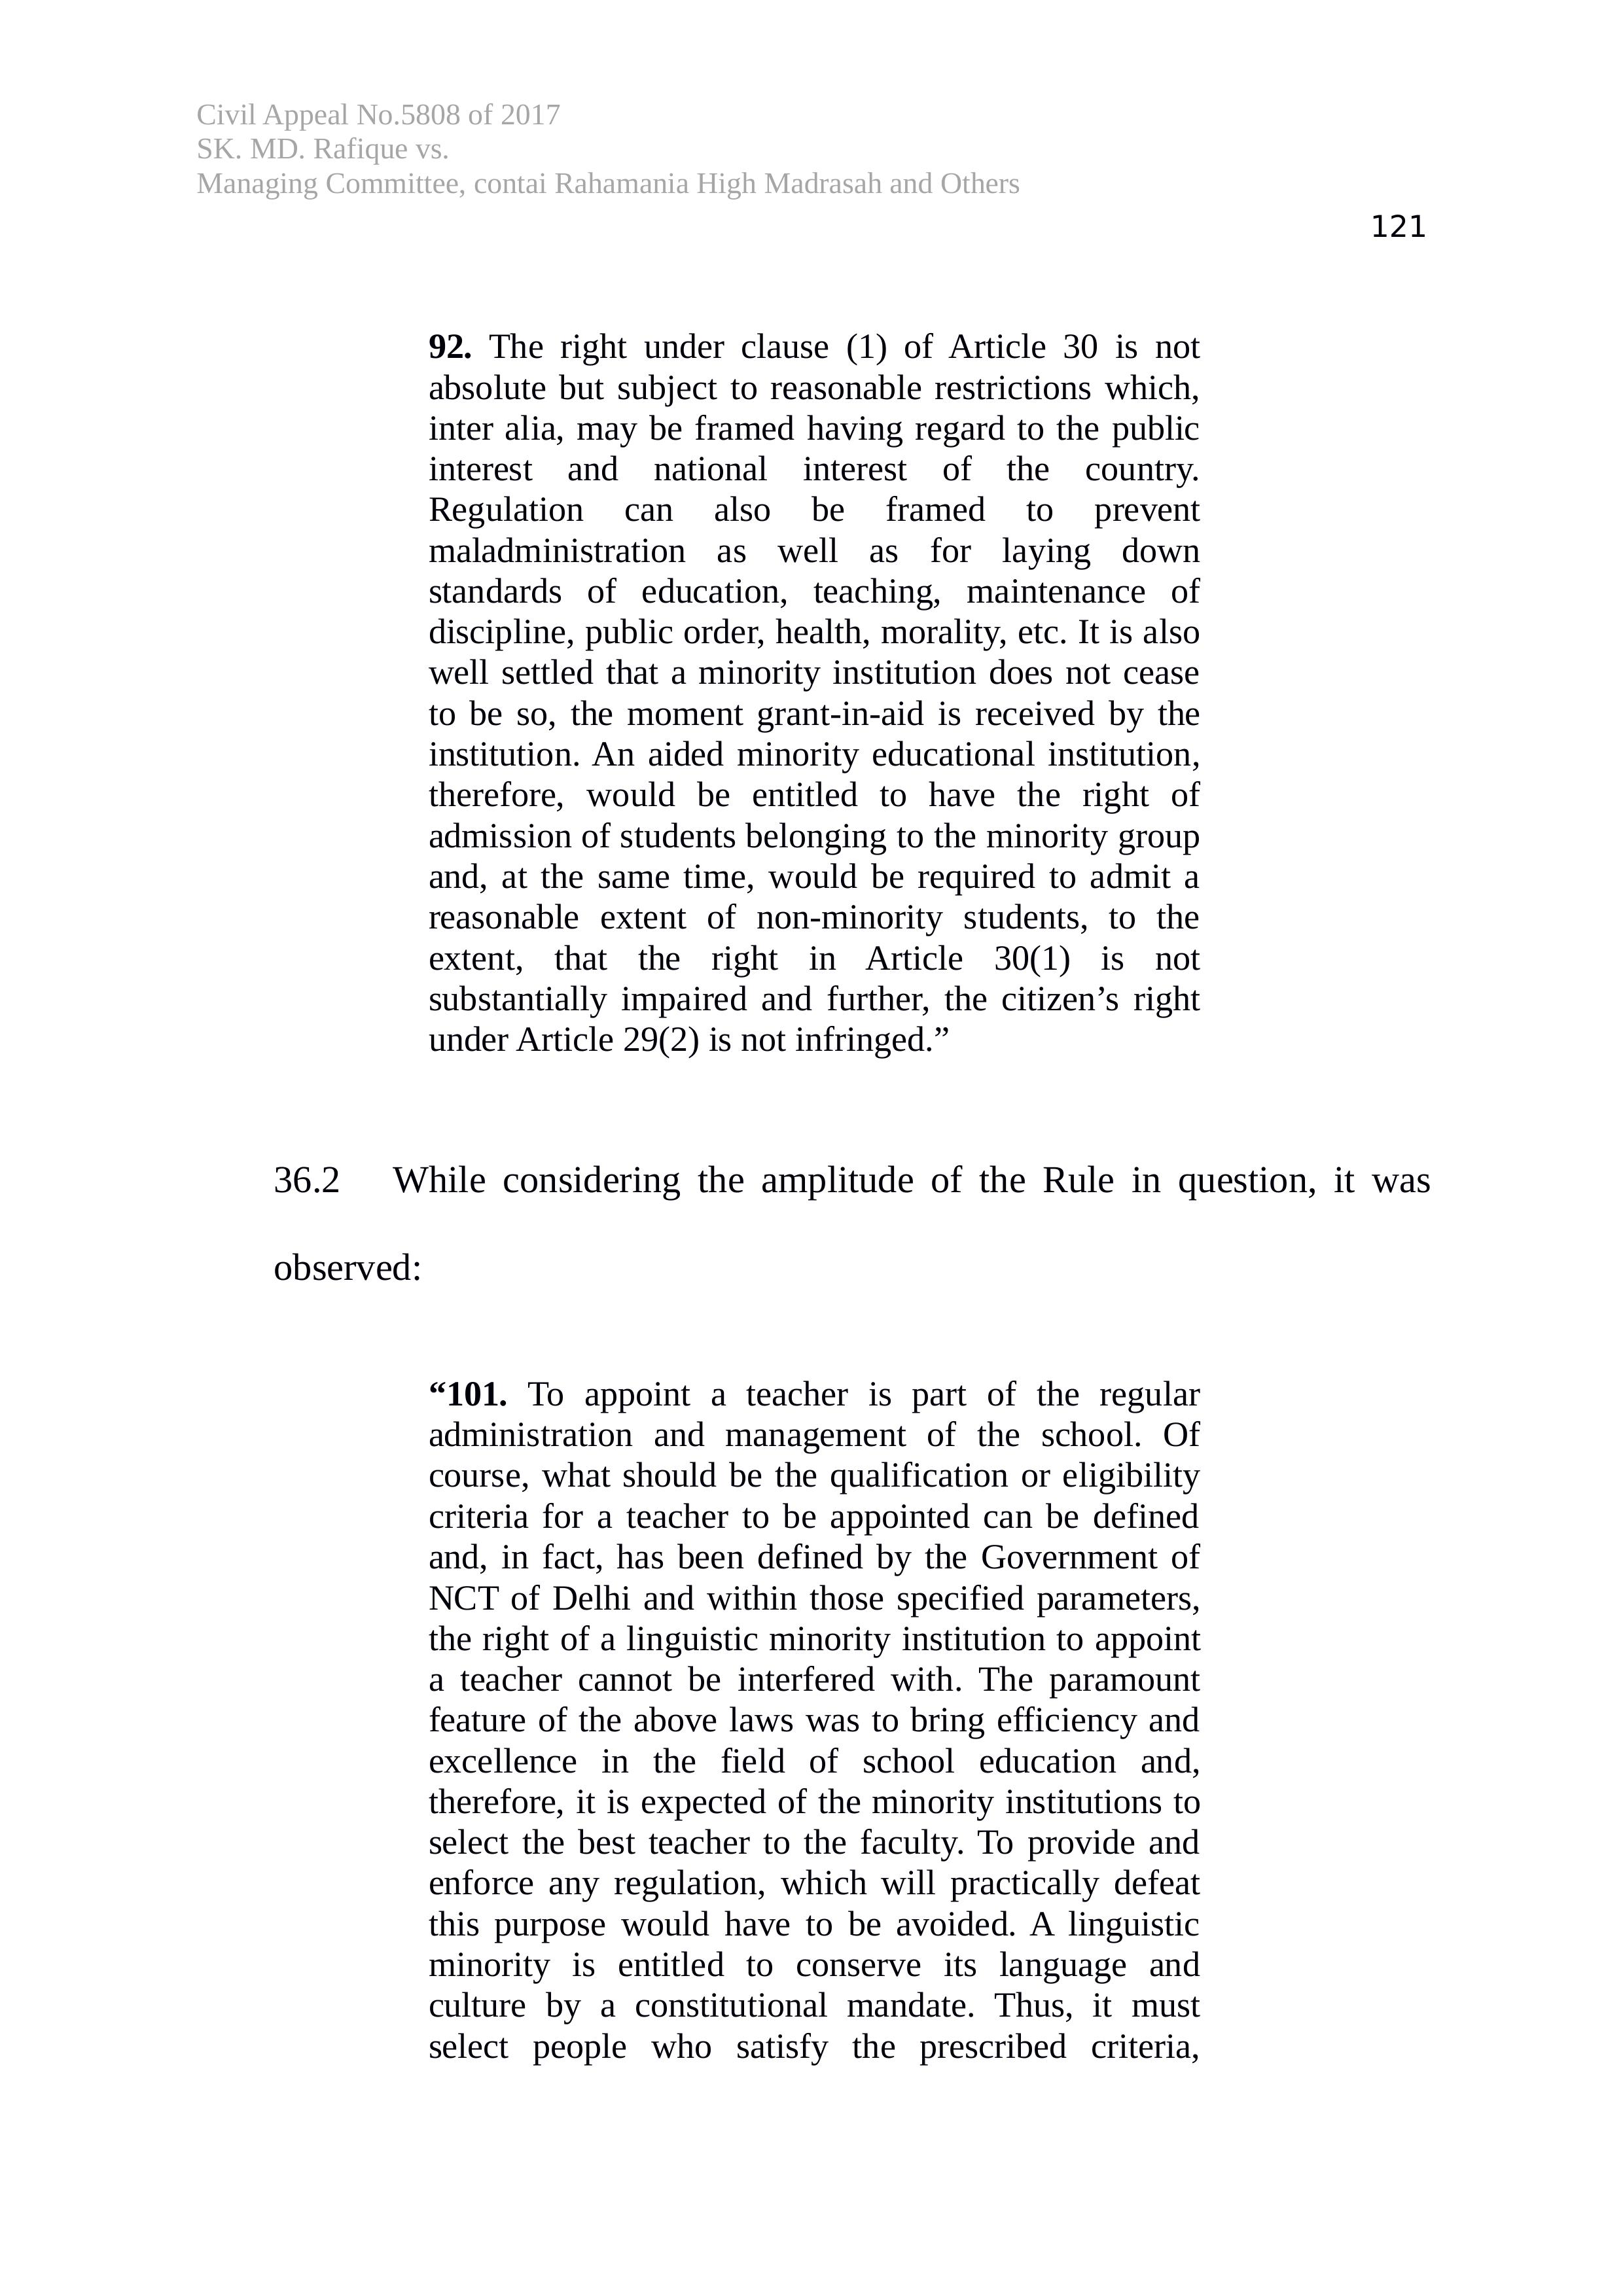 Civil Appeal No.5808 of 2017
SK. MD. Rafique vs.
Managing Committee, contai Rahamania High Madrasah and Others
121
92. The right under clause (1) of Article 30 is not
absolute but subject to reasonable restrictions which,
inter alia, may be framed having regard to the public
interest and national interest of the country.
Regulation can also be framed to prevent
maladministration as well as for laying down
standards of education, teaching, maintenance of
discipline, public order, health, morality, etc. It is also
well settled that a minority institution does not cease
to be so, the moment grant-in-aid is received by the
institution. An aided minority educational institution,
therefore, would be entitled to have the right of
admission of students belonging to the minority group
and, at the same time, would be required to admit a
reasonable extent of non-minority students, to the
extent, that the right in Article 30(1) is not
substantially impaired and further, the citizen’s right
under Article 29(2) is not infringed.”
36.2 While considering the amplitude of the Rule in question, it was
observed:
“101. To appoint a teacher is part of the regular
administration and management of the school. Of
course, what should be the qualification or eligibility
criteria for a teacher to be appointed can be defined
and, in fact, has been defined by the Government of
NCT of Delhi and within those specified parameters,
the right of a linguistic minority institution to appoint
a teacher cannot be interfered with. The paramount
feature of the above laws was to bring efficiency and
excellence in the field of school education and,
therefore, it is expected of the minority institutions to
select the best teacher to the faculty. To provide and
enforce any regulation, which will practically defeat
this purpose would have to be avoided. A linguistic
minority is entitled to conserve its language and
culture by a constitutional mandate. Thus, it must
select people who satisfy the prescribed criteria,